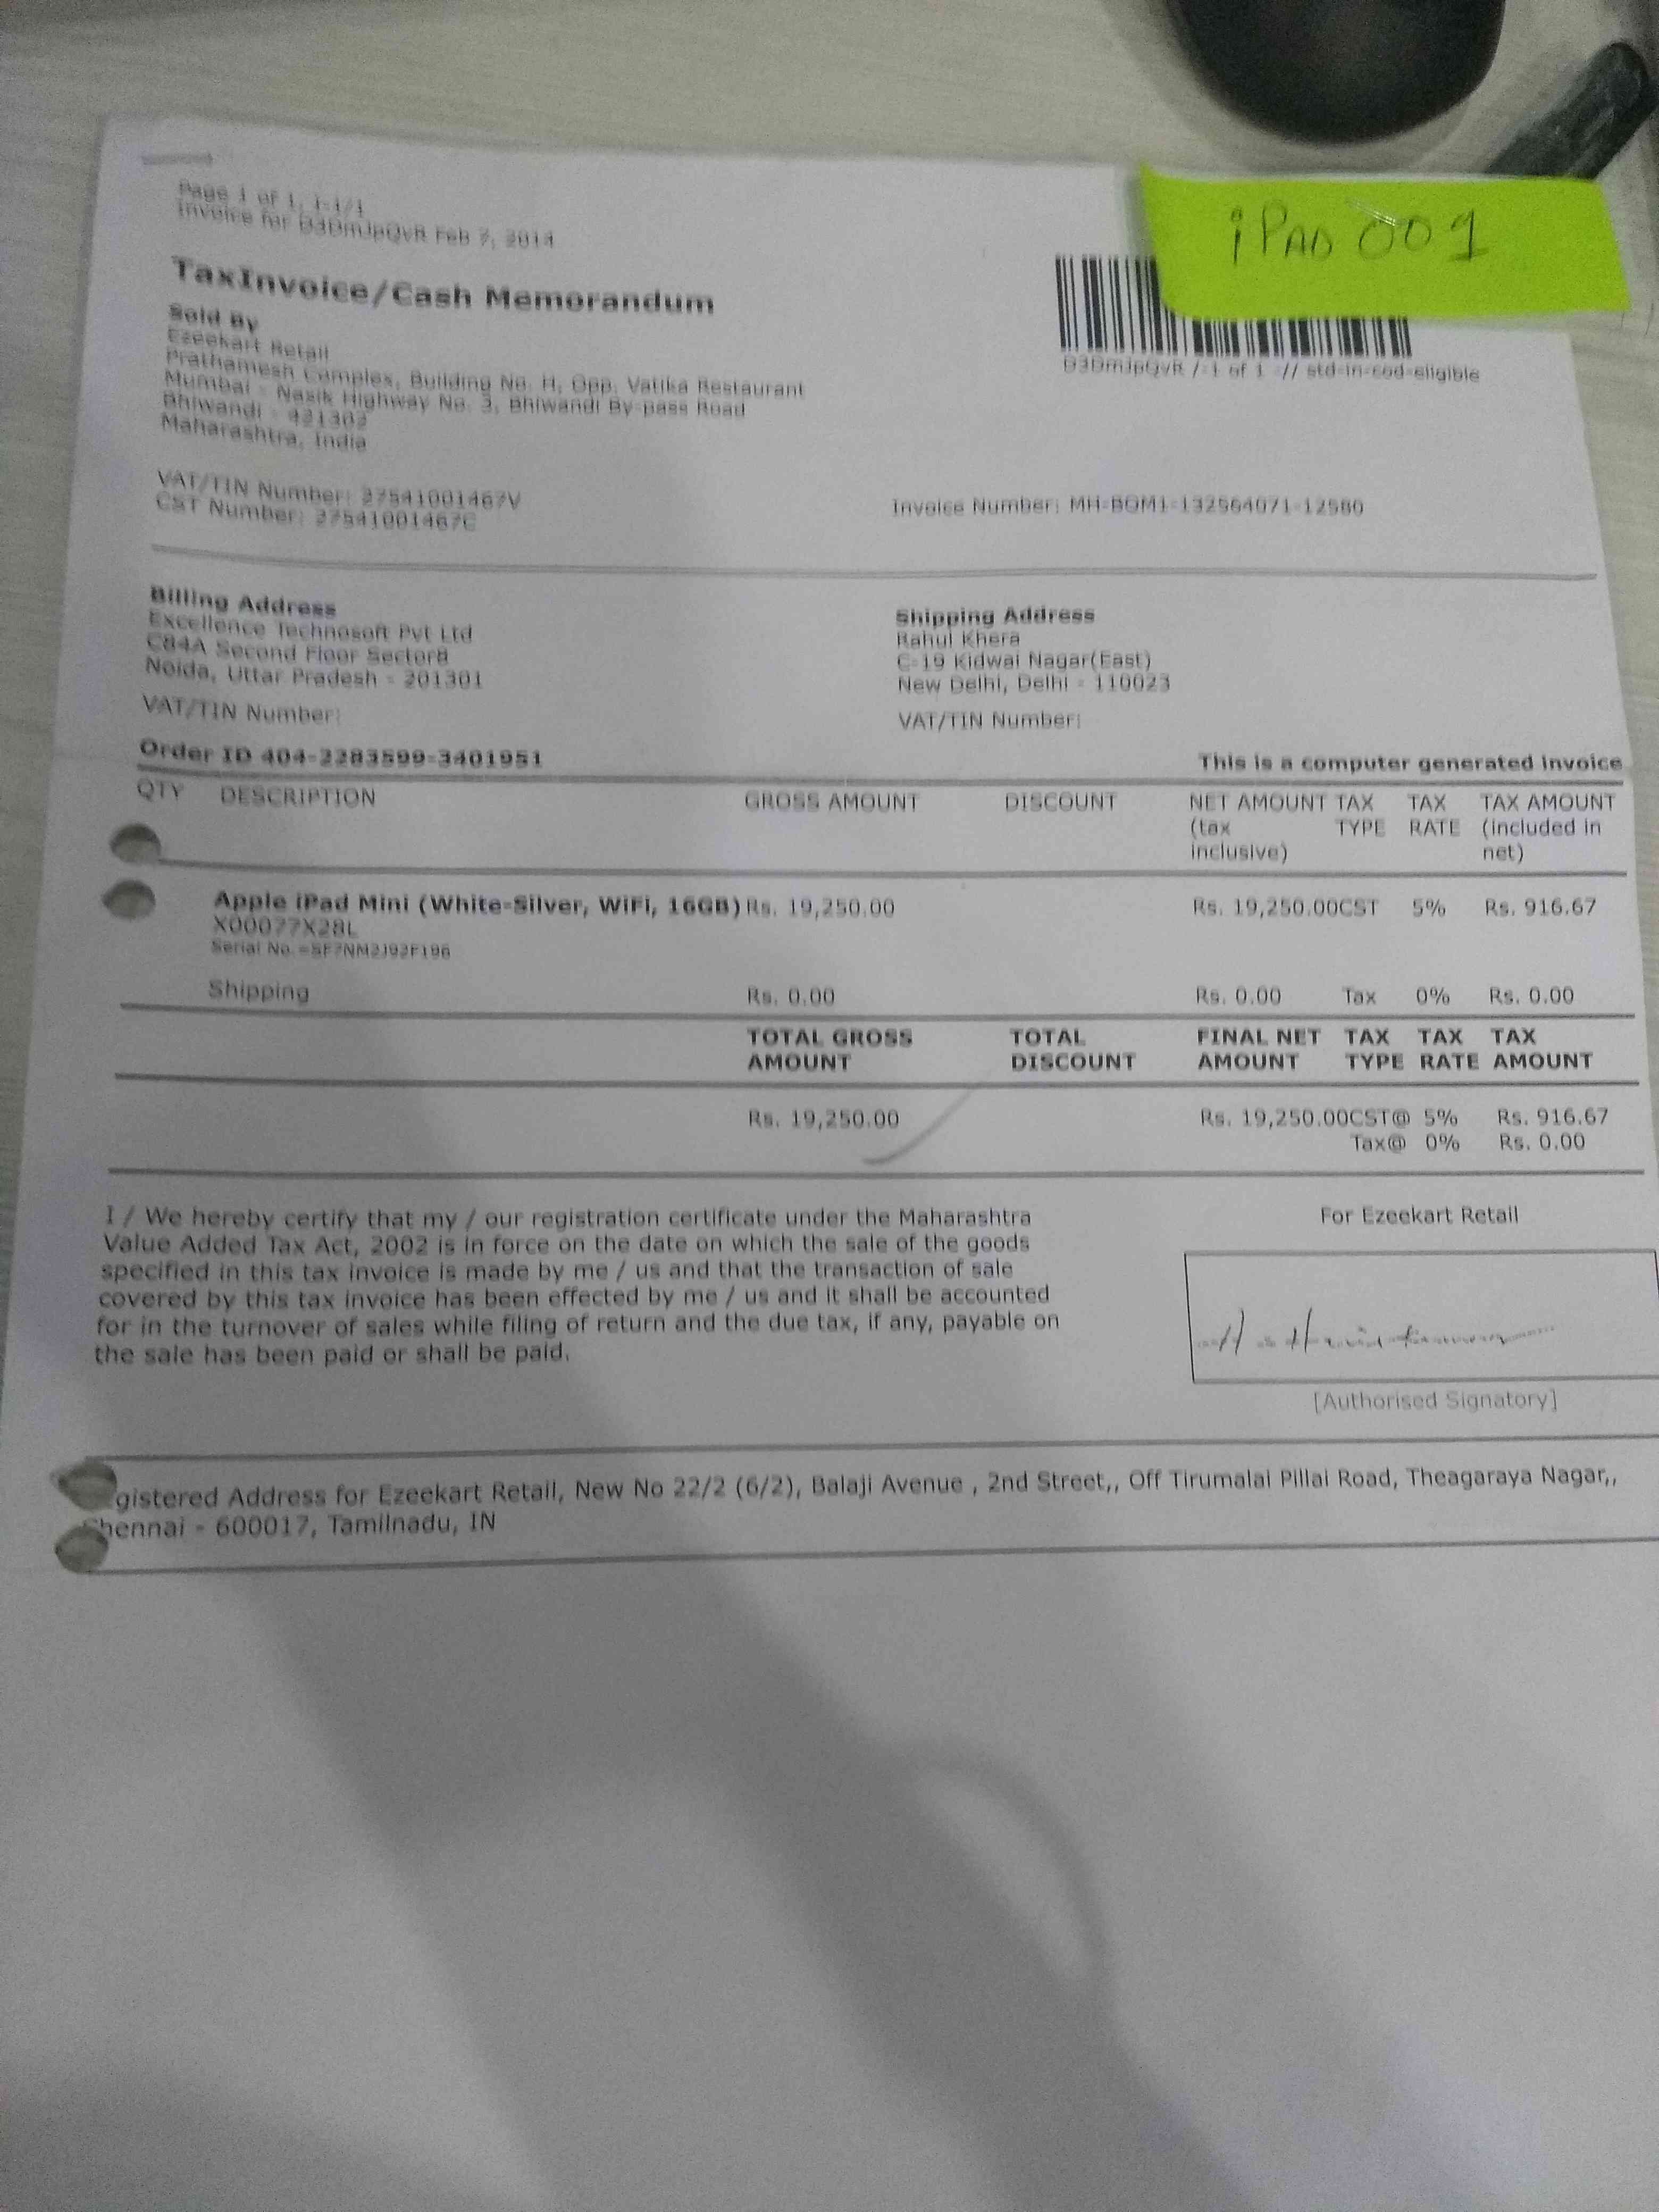 Page 1 of 1, 1-1/1
Invoice for D3DmJpQvR Feb 7, 2014
iPAD 001
TaxInvoice/Cash Memorandum
Sold By
Ezeekart Retail
Prathamesh Complex, Building No. H, Opp. Vatika Restaurant
Mumbai - Nasik Highway No. 3, Bhiwandi By-pass Road
Bhiwandi - 421302
Maharashtra, India
D3DmJpQvR /-1 of 1 -// std-in-cod-eligible
VAT/TIN Number: 27541001467V
CST Number: 27541001467C
Invoice Number: MH-BOM1-132564071-12580
Billing Address
Excellence Technosoft Pvt Ltd
C84A Second Floor Sector8
Noida, Uttar Pradesh - 201301
VAT/TIN Number:
Shipping Address
Rahul Khera
C-19 Kidwai Nagar(East)
New Delhi, Delhi - 110023
VAT/TIN Number:
Order ID 404-2283599-3401951
This is a computer generated invoice
QTY DESCRIPTION GROSS AMOUNT DISCOUNT NET AMOUNT TAX TAX TAX AMOUNT
(tax TYPE RATE (included in
inclusive) net)
Apple iPad Mini (White-Silver, WiFi, 16GB) Rs. 19,250.00 Rs. 19,250.00CST 5% Rs. 916.67
X00077X28L
Serial No.
Shipping Rs. 0.00 Rs. 0.00 Tax 0% Rs. 0.00
TOTAL GROSS TOTAL FINAL NET TAX TAX TAX
AMOUNT DISCOUNT AMOUNT TYPE RATE AMOUNT
Rs. 19,250.00 Rs. 19,250.00CST@ 5% Rs. 916.67
Tax@ 0% Rs. 0.00
I / We hereby certify that my / our registration certificate under the Maharashtra
Value Added Tax Act, 2002 is in force on the date on which the sale of the goods
specified in this tax invoice is made by me / us and that the transaction of sale
covered by this tax invoice has been effected by me / us and it shall be accounted
for in the turnover of sales while filing of return and the due tax, if any, payable on
the sale has been paid or shall be paid.
For Ezeekart Retail
[Authorised Signatory]
gistered Address for Ezeekart Retail, New No 22/2 (6/2), Balaji Avenue , 2nd Street,, Off Tirumalai Pillai Road, Theagaraya Nagar,,
Chennai - 600017, Tamilnadu, IN